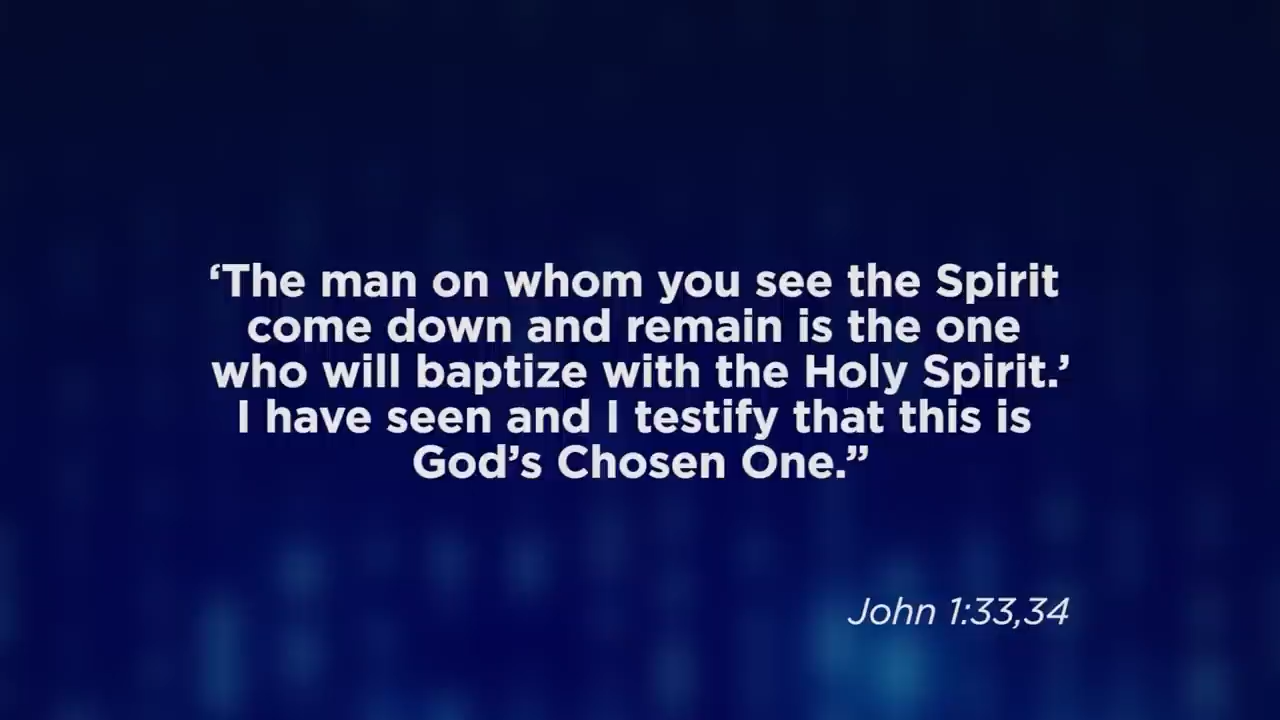 ‘The man on whom you see the Spirit
come down and remain is the one
who will baptize with the Holy Spirit.’
I have seen and I testify that this is
God’s Chosen One.”
John 1:33,34